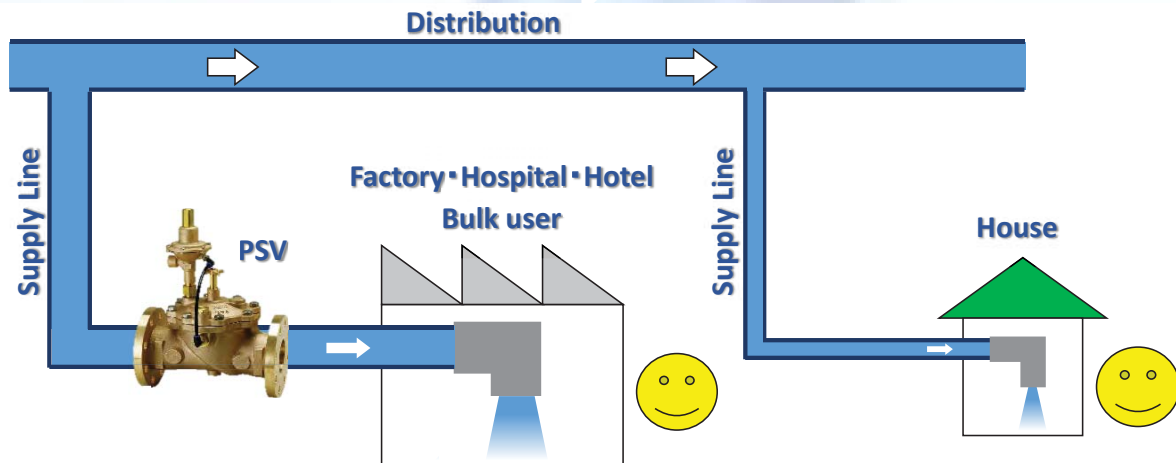 Distribution
Supply Line
PSV
Factory・Hospital・Hotel
Bulk user
Supply Line
House